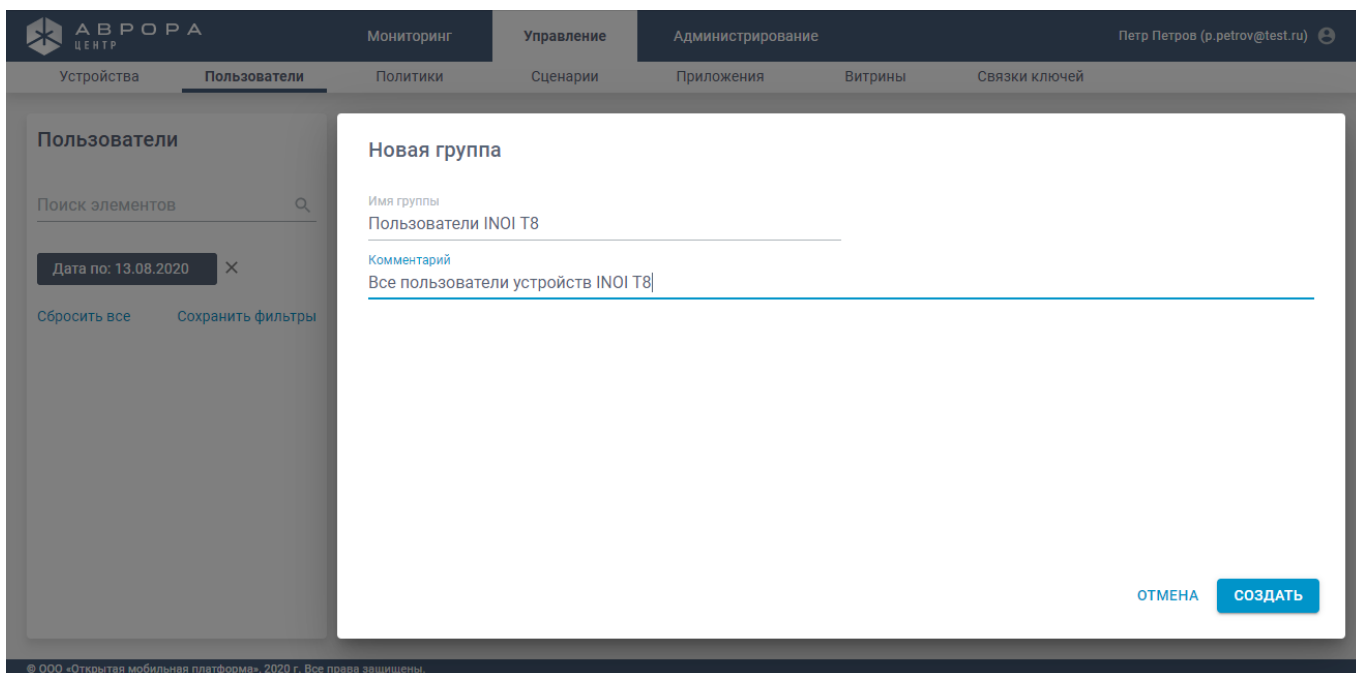 АВРОРА
ЦЕНТР
Мониторинг
Управление
Администрирование
Петр Петров (p.petrov@test.ru)
Устройства
Пользователи
Политики
Сценарии
Приложения
Витрины
Связки ключей
Пользователи
Поиск элементов
Дата по: 13.08.2020
Сбросить все
Сохранить фильтры
Новая группа
Имя группы
Пользователи INOI T8
Комментарий
Все пользователи устройств INOI T8
ОТМЕНА
СОЗДАТЬ
© ООО «Открытая мобильная платформа», 2020 г. Все права защищены.